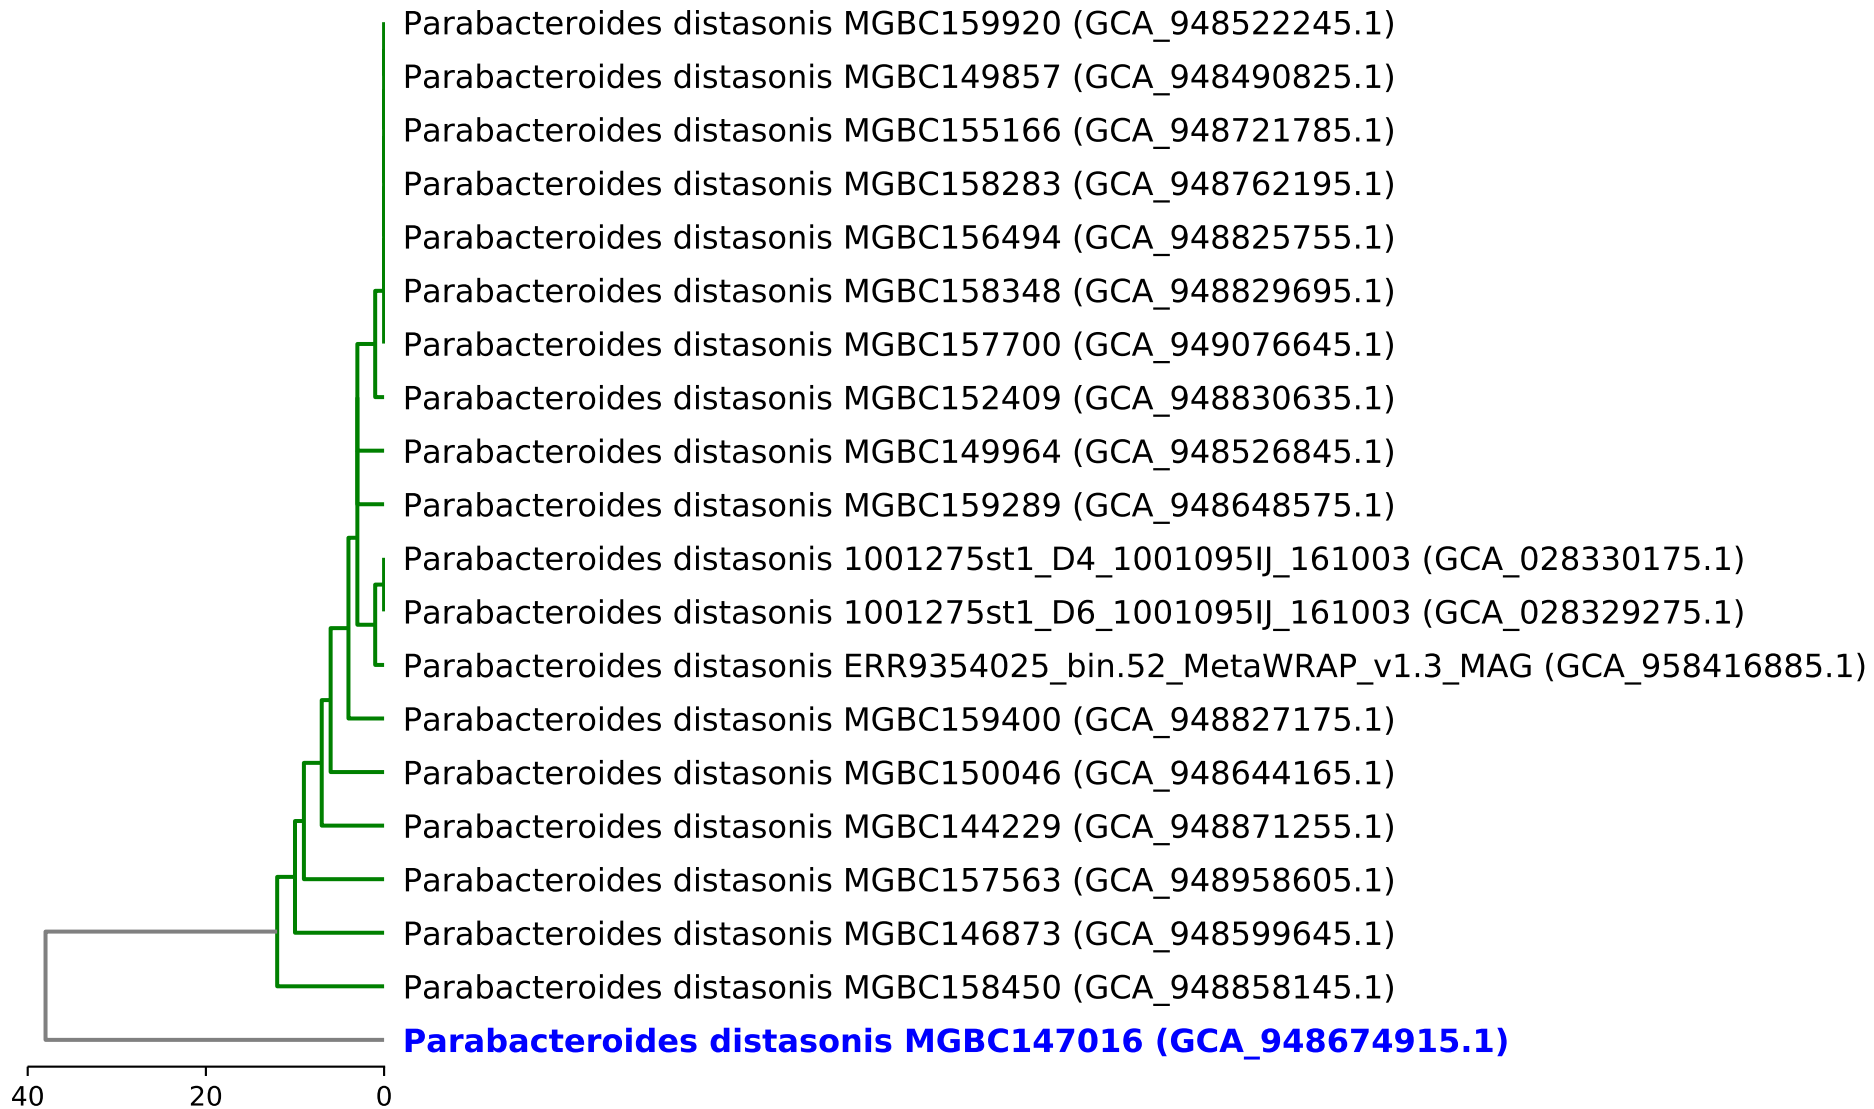 Parabacteroides distasonis MGBC159920 (GCA_948522245.1)
Parabacteroides distasonis MGBC149857 (GCA_948490825.1)
Parabacteroides distasonis MGBC155166 (GCA_948721785.1)
Parabacteroides distasonis MGBC158283 (GCA_948762195.1)
Parabacteroides distasonis MGBC156494 (GCA_948825755.1)
Parabacteroides distasonis MGBC158348 (GCA_948829695.1)
Parabacteroides distasonis MGBC157700 (GCA_949076645.1)
Parabacteroides distasonis MGBC152409 (GCA_948830635.1)
Parabacteroides distasonis MGBC149964 (GCA_948526845.1)
Parabacteroides distasonis MGBC159289 (GCA_948648575.1)
Parabacteroides distasonis 1001275st1_D4_1001095IJ_161003 (GCA_028330175.1)
Parabacteroides distasonis 1001275st1_D6_1001095IJ_161003 (GCA_028329275.1)
Parabacteroides distasonis ERR9354025_bin.52_MetaWRAP_v1.3_MAG (GCA_958416885.1)
Parabacteroides distasonis MGBC159400 (GCA_948827175.1)
Parabacteroides distasonis MGBC150046 (GCA_948644165.1)
Parabacteroides distasonis MGBC144229 (GCA_948871255.1)
Parabacteroides distasonis MGBC157563 (GCA_948958605.1)
Parabacteroides distasonis MGBC146873 (GCA_948599645.1)
Parabacteroides distasonis MGBC158450 (GCA_948858145.1)
Parabacteroides distasonis MGBC147016 (GCA_948674915.1)
40 20 0